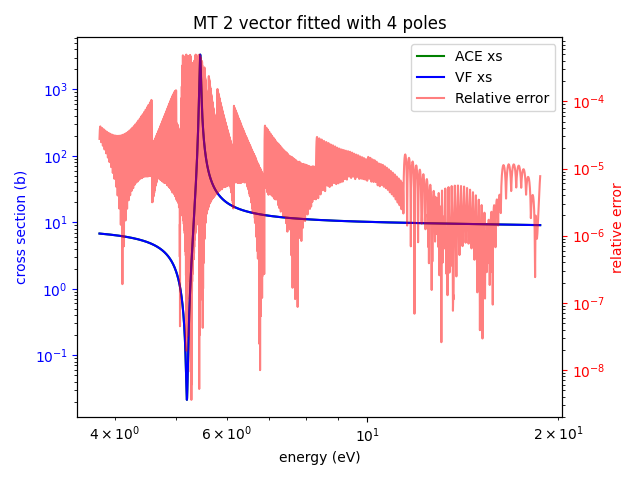 MT 2 vector fitted with 4 poles
ACE xs
VF xs
Relative error
10³
10²
10¹
10⁰
10⁻¹
cross section (b)
10⁻⁴
10⁻⁵
10⁻⁶
10⁻⁷
10⁻⁸
relative error
4 × 10⁰
6 × 10⁰
10¹
2 × 10¹
energy (eV)